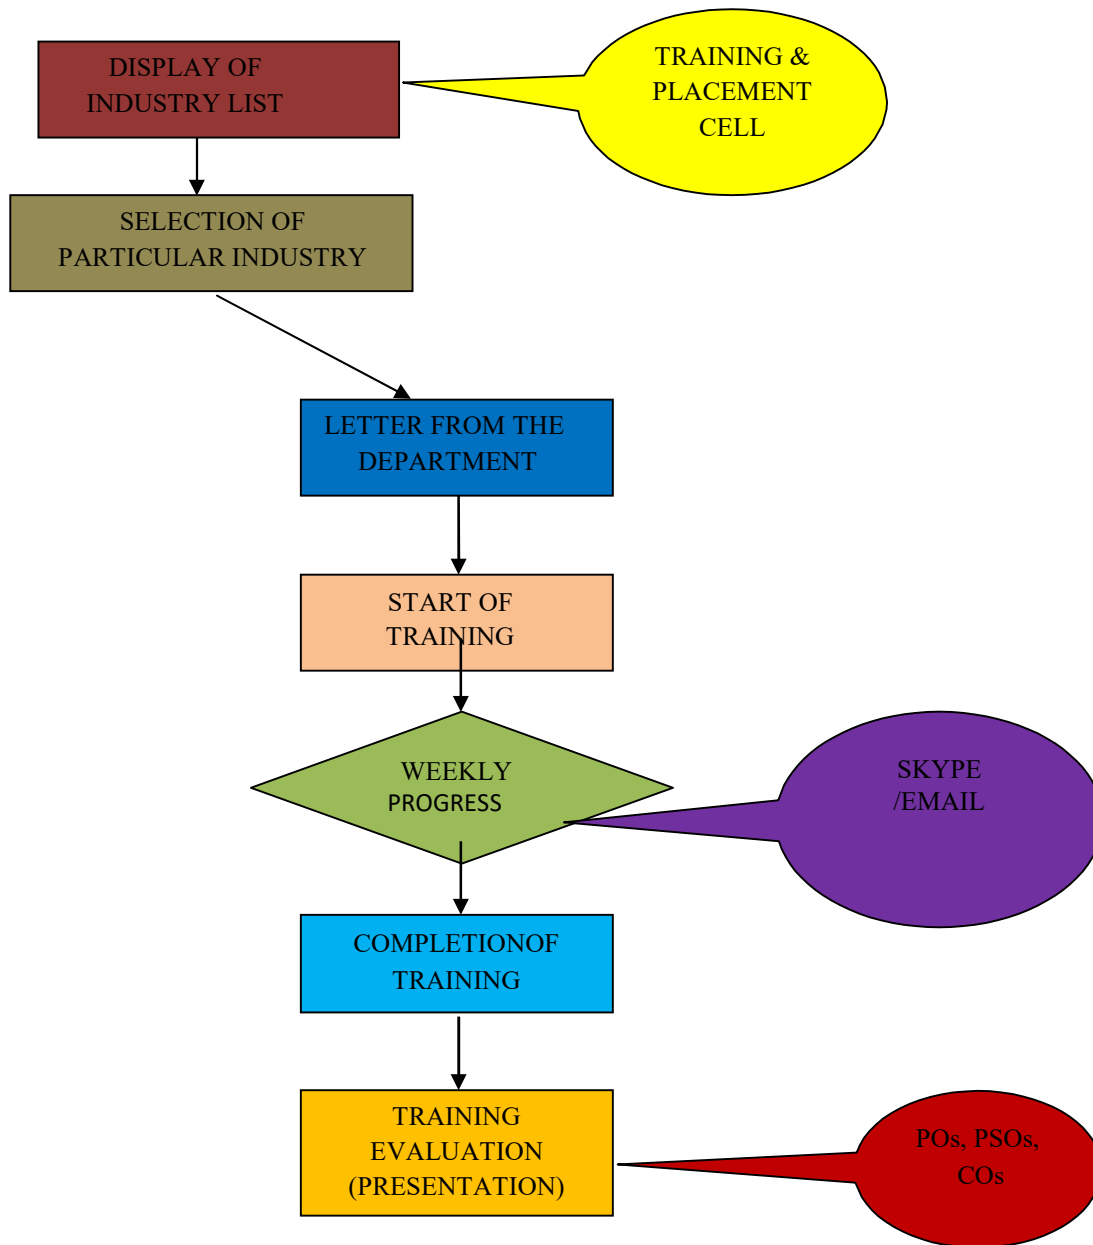 DISPLAY OF
INDUSTRY LIST
TRAINING &
PLACEMENT
CELL
SELECTION OF
PARTICULAR INDUSTRY
LETTER FROM THE
DEPARTMENT
START OF
TRAINING
WEEKLY
PROGRESS
SKYPE
/EMAIL
COMPLETIONOF
TRAINING
TRAINING
EVALUATION
(PRESENTATION)
POs, PSOs,
COs